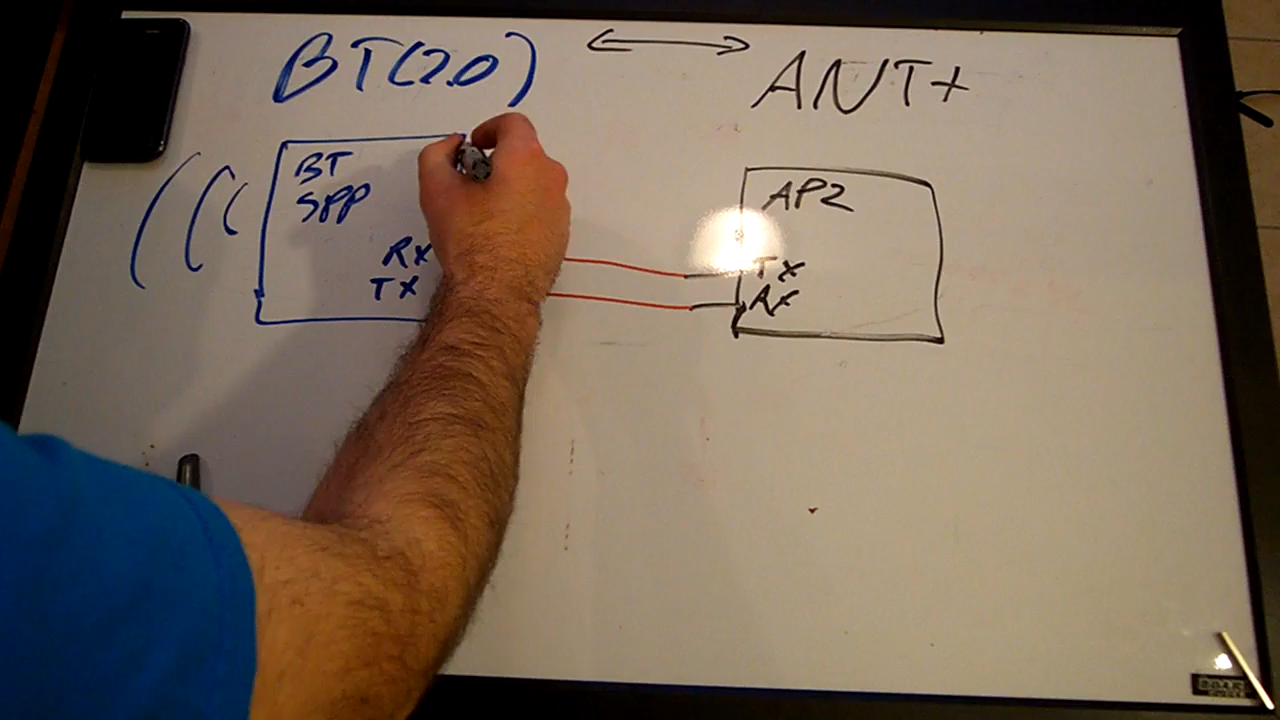 BT(2.0) ANT+
BT
SPP
RX
TX
AP2
TX
RX